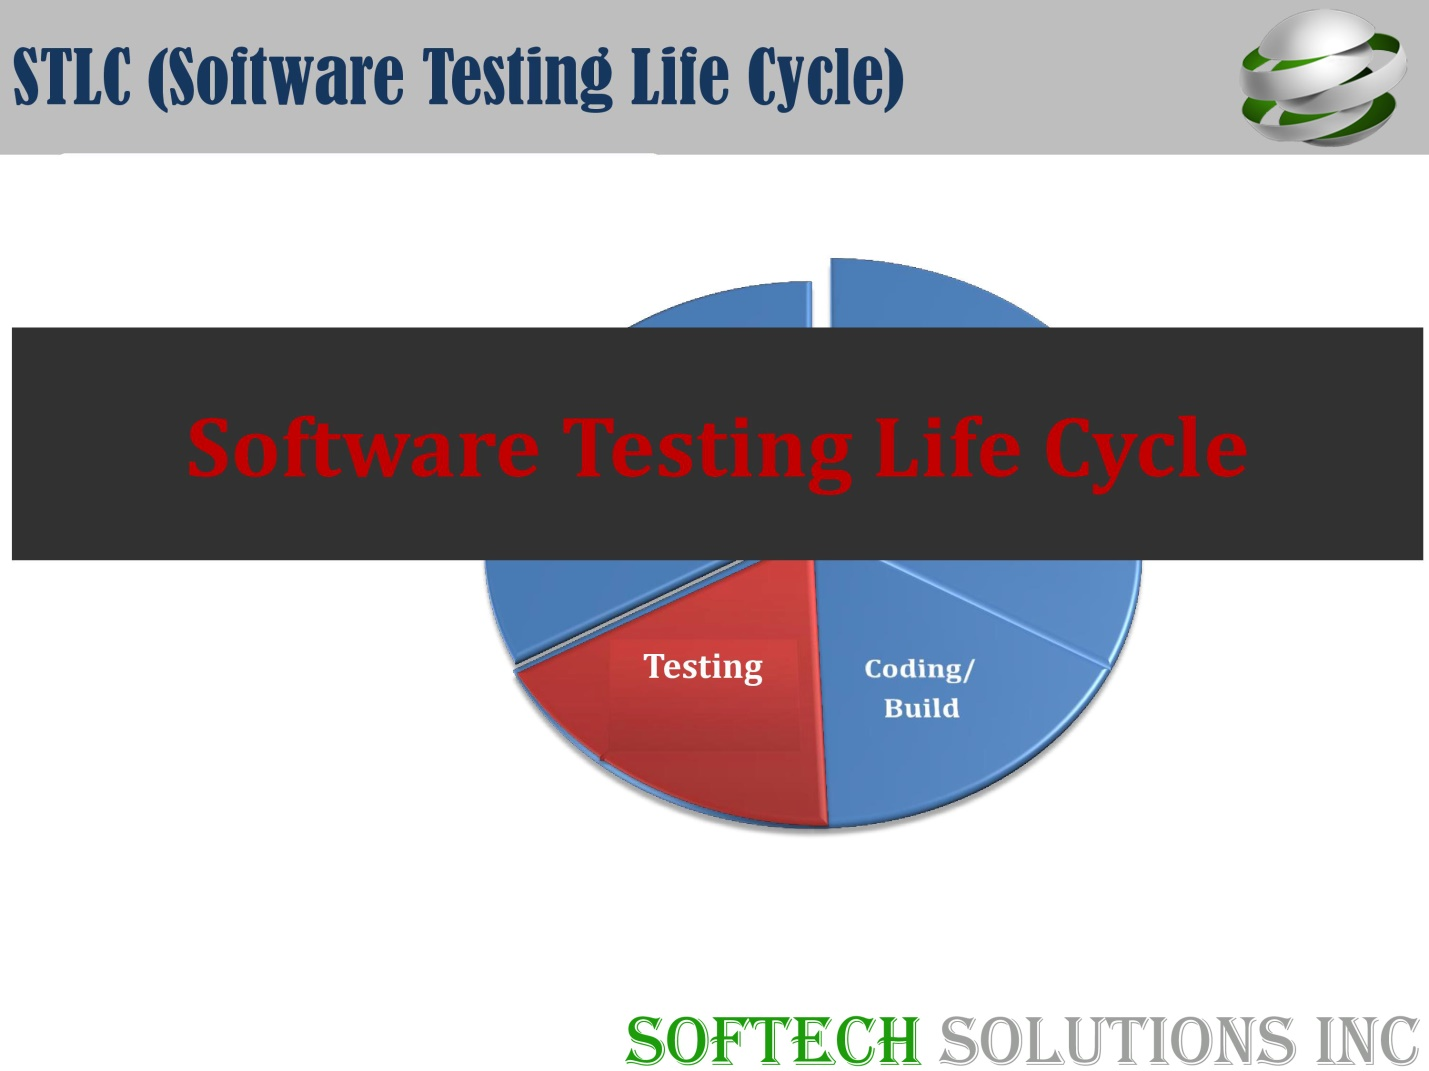 STLC (Software Testing Life Cycle)
Software Testing Life Cycle
Testing
Coding/
Build
SOFTECH SOLUTIONS INC